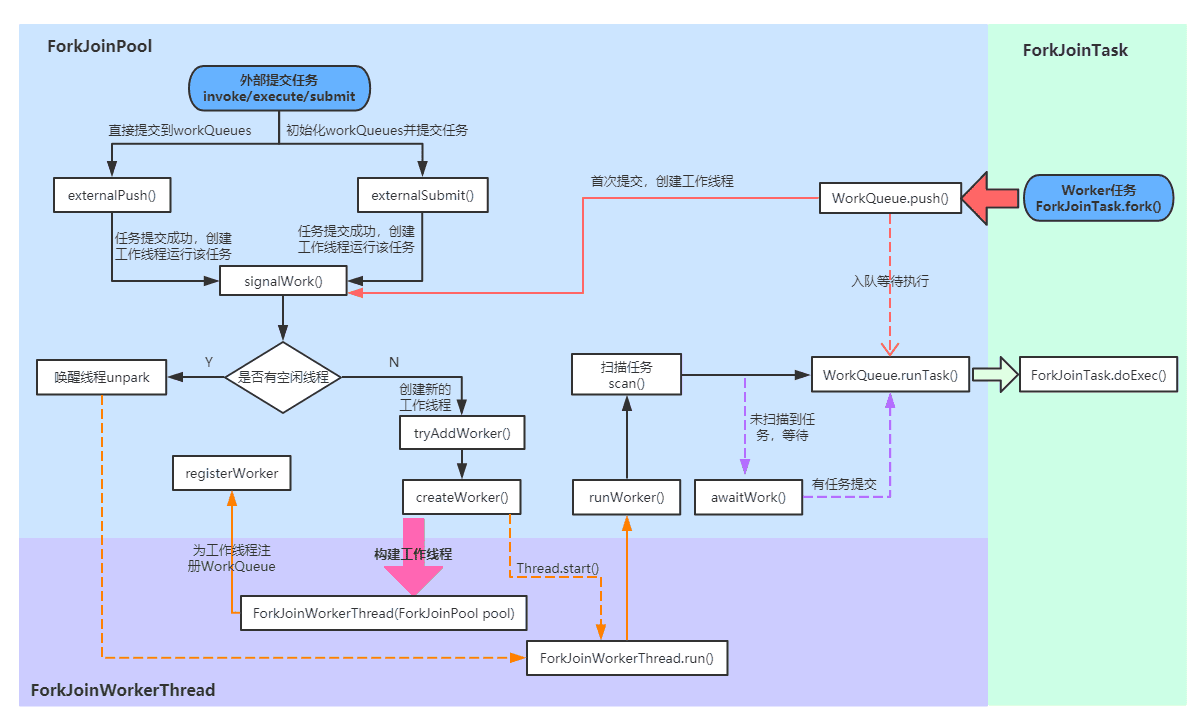 ForkJoinPool
ForkJoinTask
外部提交任务
invoke/execute/submit
直接提交到workQueues
初始化workQueues并提交任务
externalPush()
externalSubmit()
首次提交，创建工作线程
WorkQueue.push()
Worker任务
ForkJoinTask.fork()
任务提交成功，创建
工作线程运行该任务
任务提交成功，创建
工作线程运行该任务
signalWork()
入队等待执行
唤醒线程unpark
Y
是否有空闲线程
N
创建新的
工作线程
扫描任务
scan()
WorkQueue.runTask()
ForkJoinTask.doExec()
tryAddWorker()
未扫描到任
务，等待
registerWorker
createWorker()
runWorker()
awaitWork()
有任务提交
为工作线程注
册WorkQueue
构建工作线程
Thread.start()
ForkJoinWorkerThread(ForkJoinPool pool)
ForkJoinWorkerThread.run()
ForkJoinWorkerThread